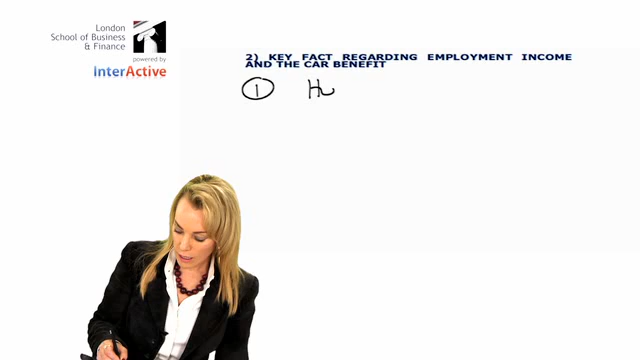 London
School of Business
& Finance
powered by
InterActive
2) KEY FACT REGARDING EMPLOYMENT INCOME
AND THE CAR BENEFIT
1